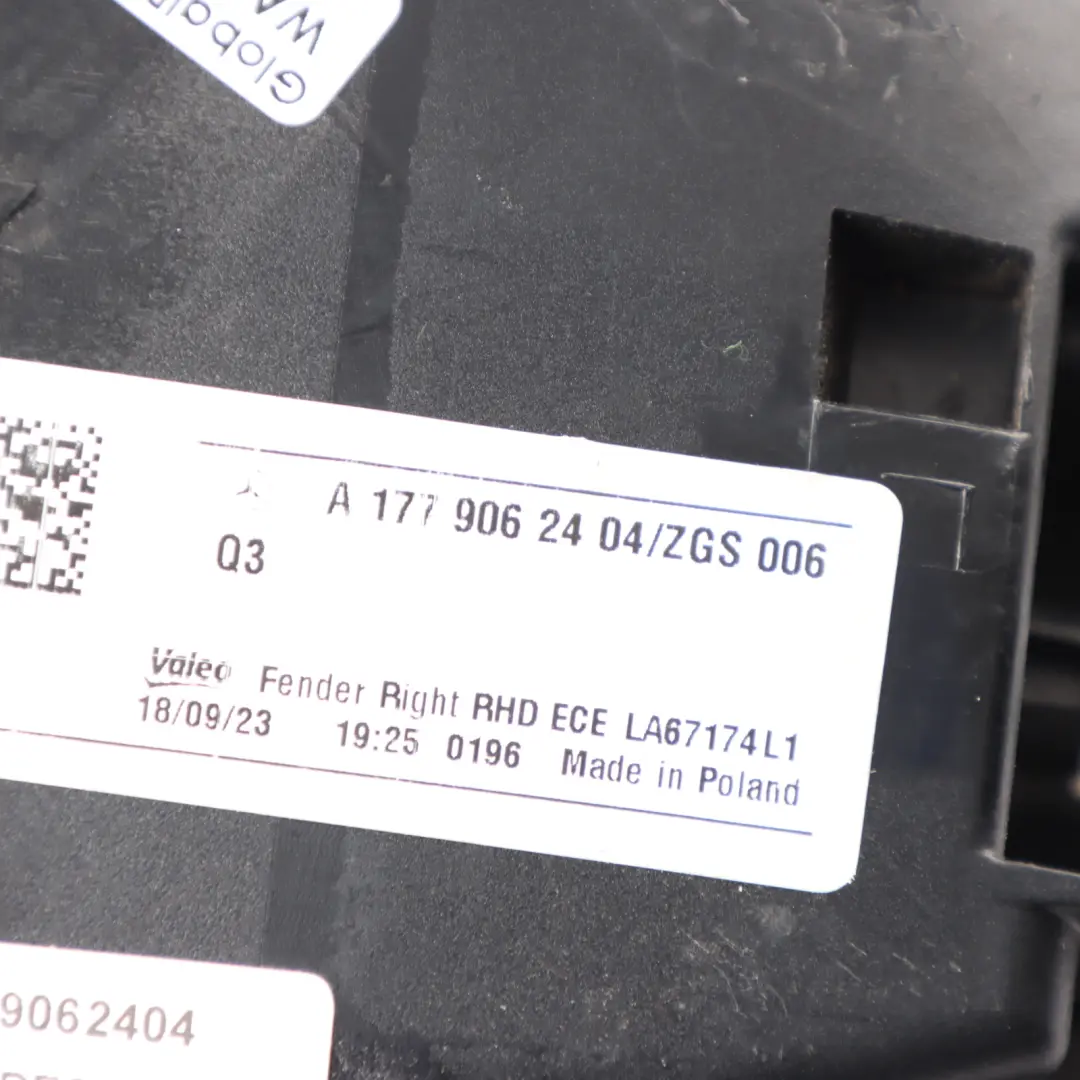 WA
A 177 906 24 04/ZGS 006
Q3
Valeo Fender Right RHD ECE LA67174L1
18/09/23 19:25 0196 Made in Poland
9062404